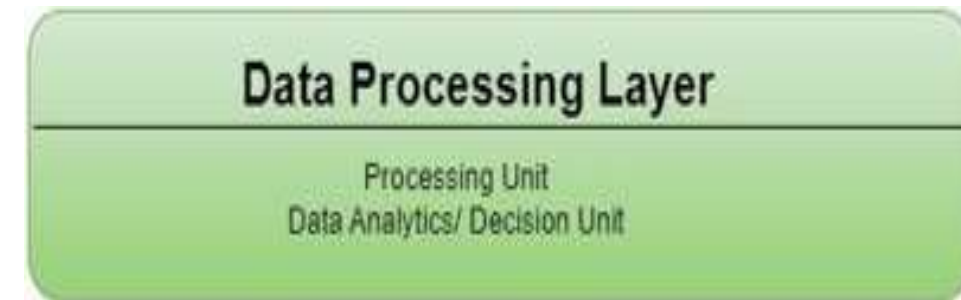 Data Processing Layer
Processing Unit
Data Analytics/ Decision Unit